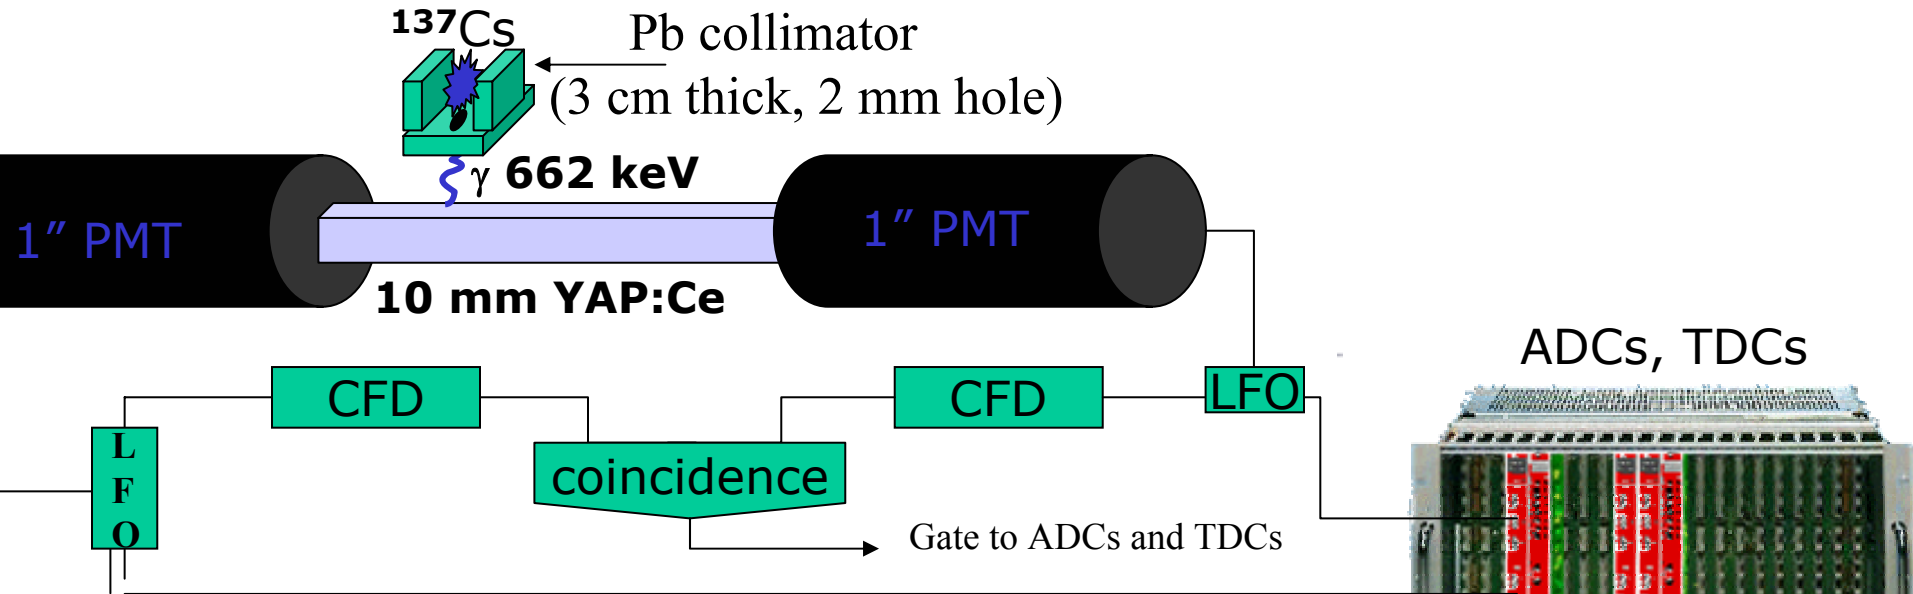 ¹³⁷Cs
Pb collimator
(3 cm thick, 2 mm hole)
γ 662 keV
1″ PMT
1″ PMT
10 mm YAP:Ce
ADCs, TDCs
CFD
CFD
LFO
L
F
O
coincidence
Gate to ADCs and TDCs